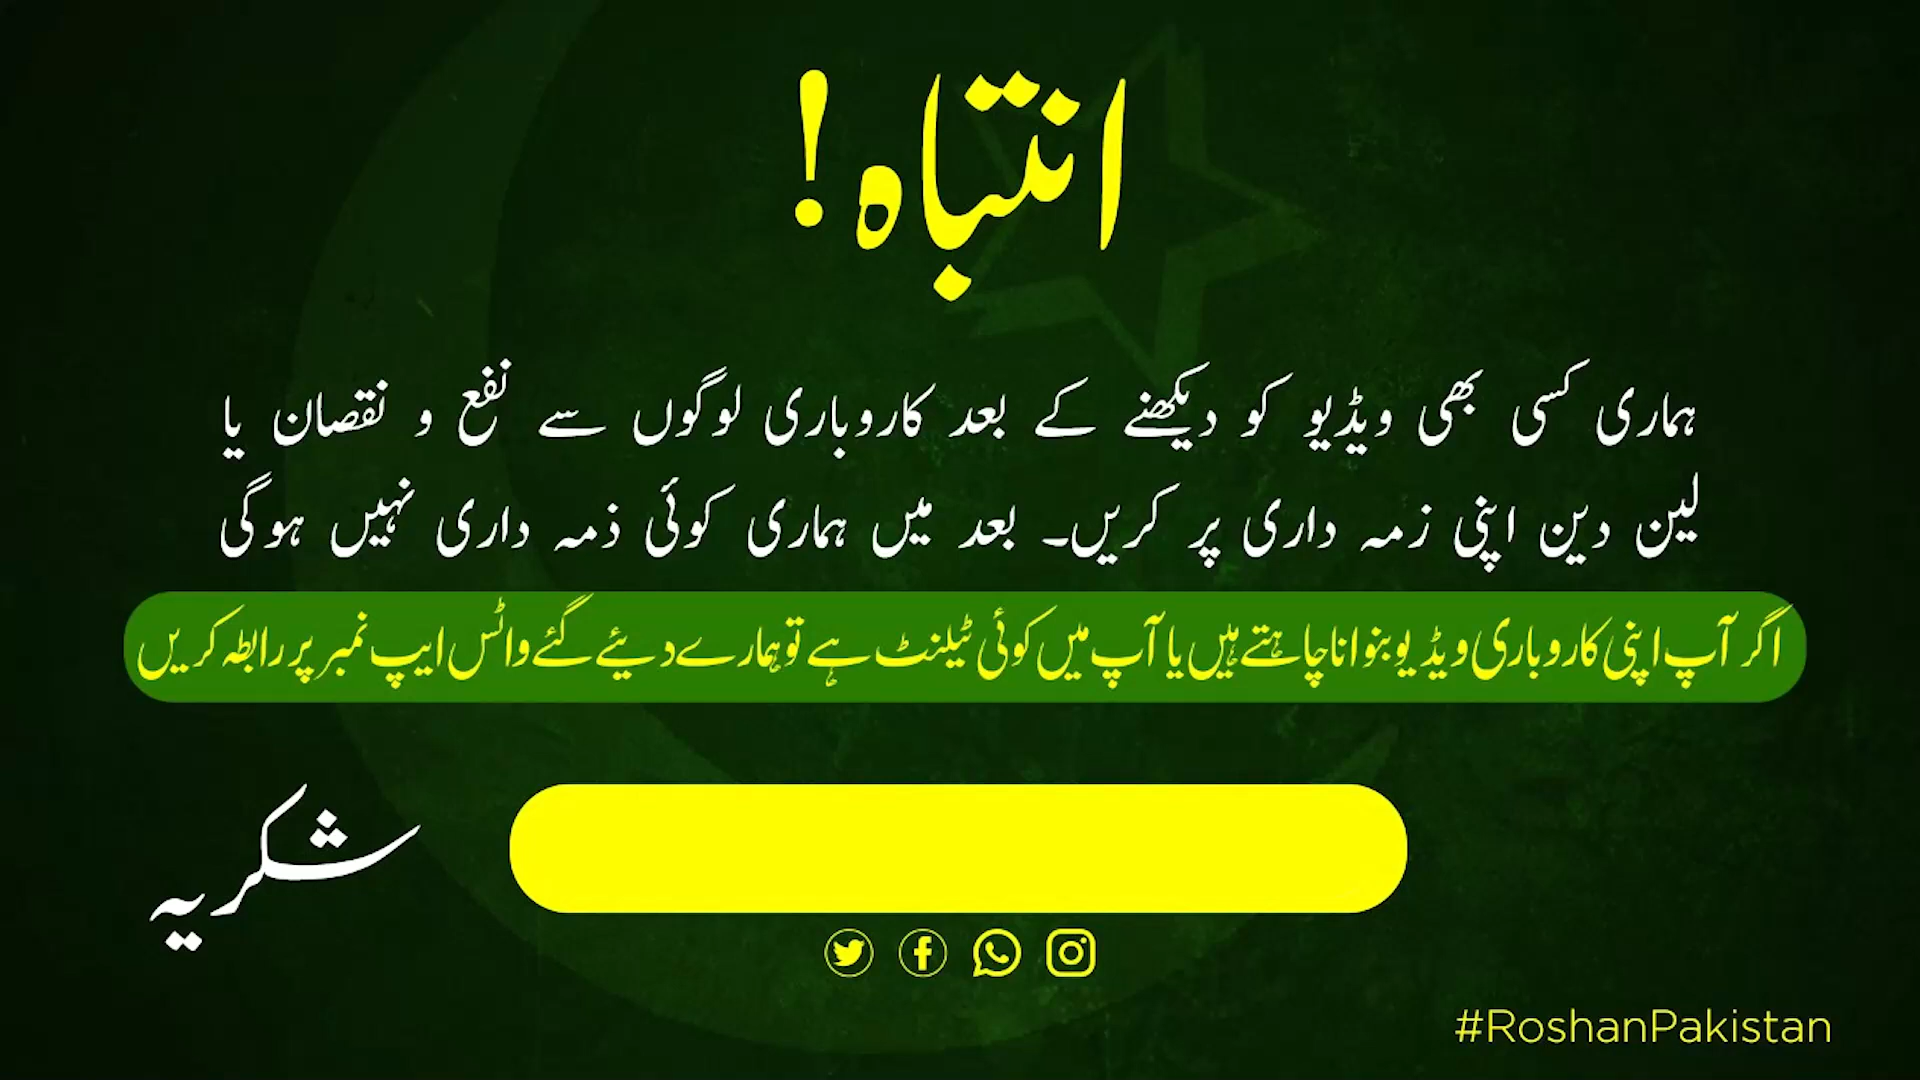 انتباہ!
ہماری کسی بھی ویڈیو کو دیکھنے کے بعد کاروباری لوگوں سے نفع و نقصان یا
لین دین اپنی زمہ داری پر کریں۔ بعد میں ہماری کوئی ذمہ داری نہیں ہوگی
اگر آپ اپنی کاروباری ویڈیو بنوانا چاہتے ہیں یا آپ میں کوئی ٹیلنٹ ہے تو ہمارے دیئے گئے واٹس ایپ نمبر پر رابطہ کریں
شکریہ
#RoshanPakistan